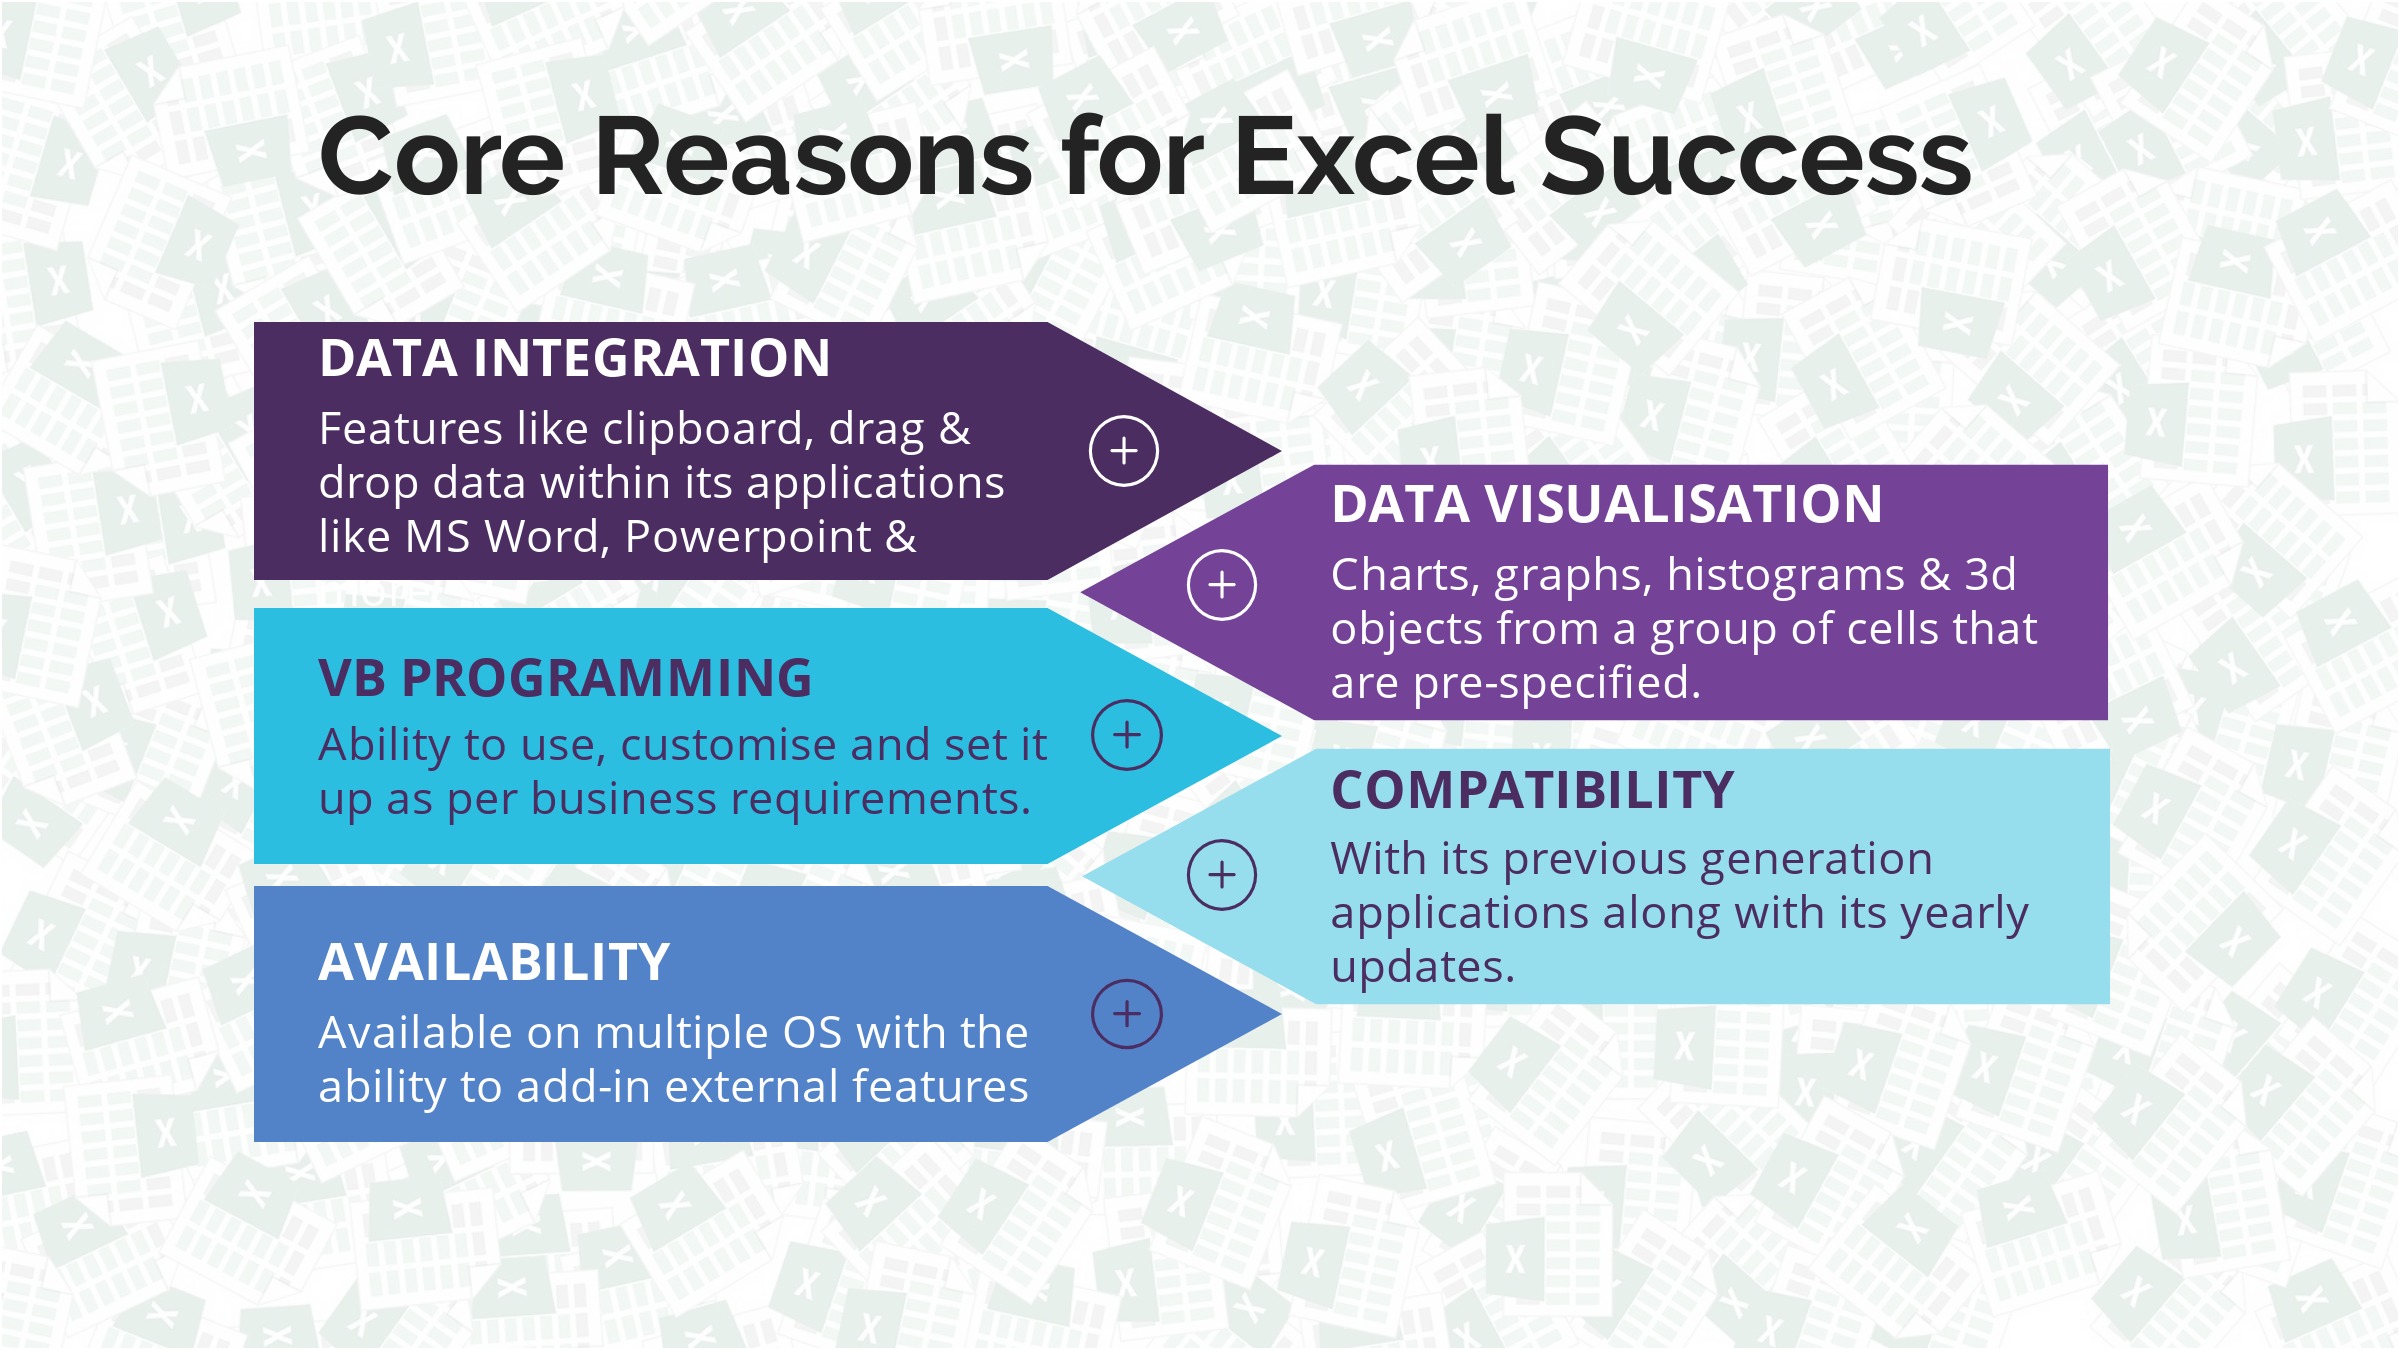 Core Reasons for Excel Success
DATA INTEGRATION
Features like clipboard, drag &
drop data within its applications
like MS Word, Powerpoint &
more.
DATA VISUALISATION
Charts, graphs, histograms & 3d
objects from a group of cells that
are pre-specified.
VB PROGRAMMING
Ability to use, customise and set it
up as per business requirements.
COMPATIBILITY
With its previous generation
applications along with its yearly
updates.
AVAILABILITY
Available on multiple OS with the
ability to add-in external features